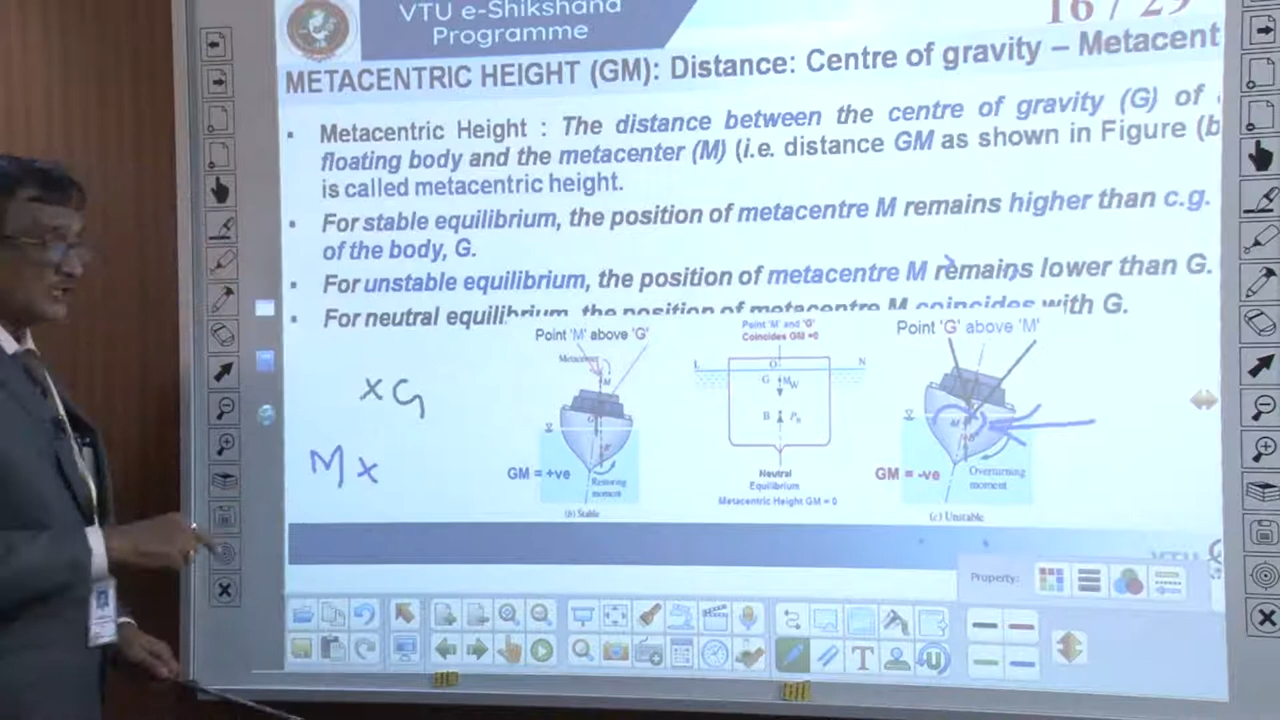 VTU e-Shikshana
Programme
16 / 29
METACENTRIC HEIGHT (GM): Distance: Centre of gravity – Metacent
Metacentric Height : The distance between the centre of gravity (G) of
floating body and the metacenter (M) (i.e. distance GM as shown in Figure (b
is called metacentric height.
For stable equilibrium, the position of metacentre M remains higher than c.g.
of the body, G.
For unstable equilibrium, the position of metacentre M remains lower than G.
For neutral equilibrium, the position of metacentre M coincides with G.
Point 'M' above 'G'
Metacenter
M
G
GM = +ve
Restoring
moment
(b) Stable
Point 'M' and 'G'
Coincides GM =0
L
O
N
G
M
W
B
Neutral
Equilibrium
Metacentric Height GM = 0
Point 'G' above 'M'
M
GM = -ve
Overturning
moment
(c) Unstable
x G
M x
VTU
Property:
T